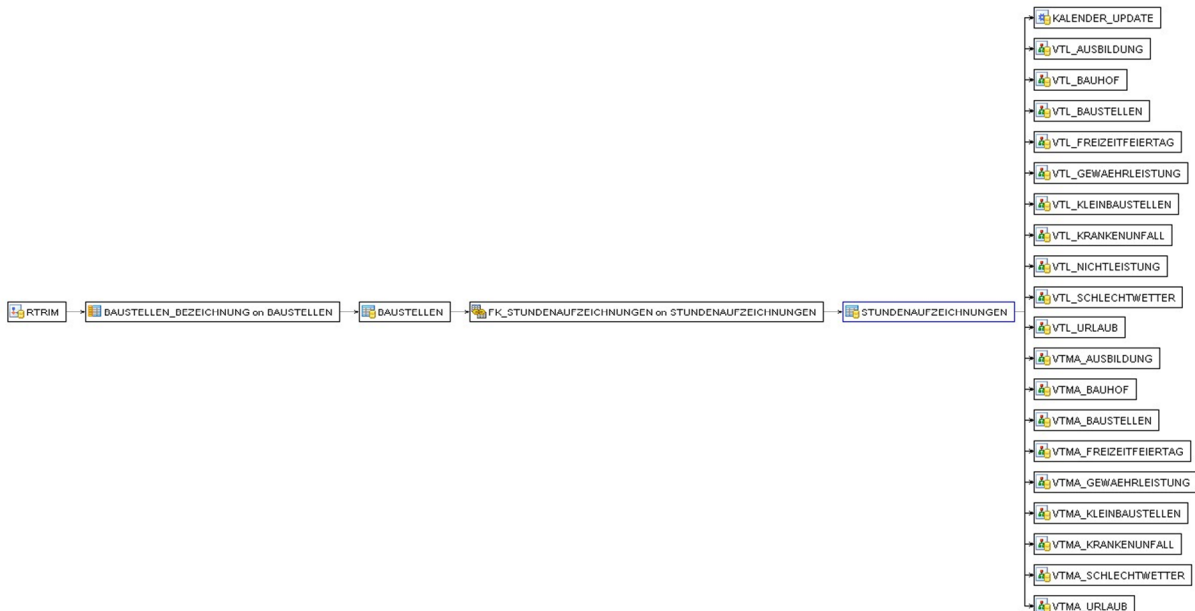 KALENDER_UPDATE
VTL_AUSBILDUNG
VTL_BAUHOF
VTL_BAUSTELLEN
VTL_FREIZEITFEIERTAG
VTL_GEWAEHRLEISTUNG
VTL_KLEINBAUSTELLEN
VTL_KRANKENUNFALL
VTL_NICHTLEISTUNG
VTL_SCHLECHTWETTER
RTRIM
BAUSTELLEN_BEZEICHNUNG on BAUSTELLEN
BAUSTELLEN
FK_STUNDENAUFZEICHNUNGEN on STUNDENAUFZEICHNUNGEN
STUNDENAUFZEICHNUNGEN
VTL_URLAUB
VTMA_AUSBILDUNG
VTMA_BAUHOF
VTMA_BAUSTELLEN
VTMA_FREIZEITFEIERTAG
VTMA_GEWAEHRLEISTUNG
VTMA_KLEINBAUSTELLEN
VTMA_KRANKENUNFALL
VTMA_SCHLECHTWETTER
VTMA_URLAUB